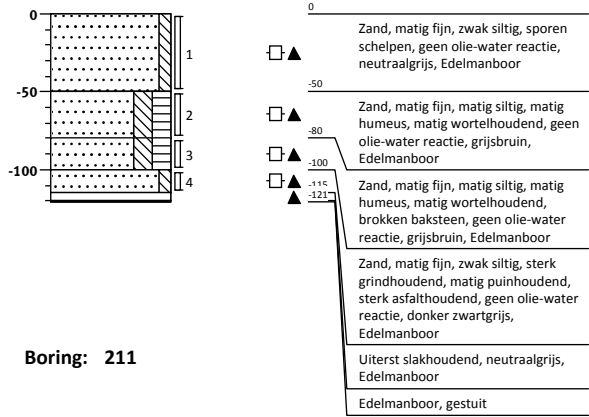 0
-50
-100
1
2
3
4
0
Zand, matig fijn, zwak siltig, sporen
schelpen, geen olie-water reactie,
neutraalgrijs, Edelmanboor
-50
Zand, matig fijn, matig siltig, matig
humeus, matig wortelhoudend, geen
olie-water reactie, grijsbruin,
Edelmanboor
-80
Zand, matig fijn, matig siltig, matig
humeus, matig wortelhoudend,
brokken baksteen, geen olie-water
reactie, grijsbruin, Edelmanboor
-100
Zand, matig fijn, zwak siltig, sterk
grindhoudend, matig puinhoudend,
sterk asfalthoudend, geen olie-water
reactie, donker zwartgrijs,
Edelmanboor
-115
Uiterst slakhoudend, neutraalgrijs,
Edelmanboor
-121
Edelmanboor, gestuit
Boring: 211